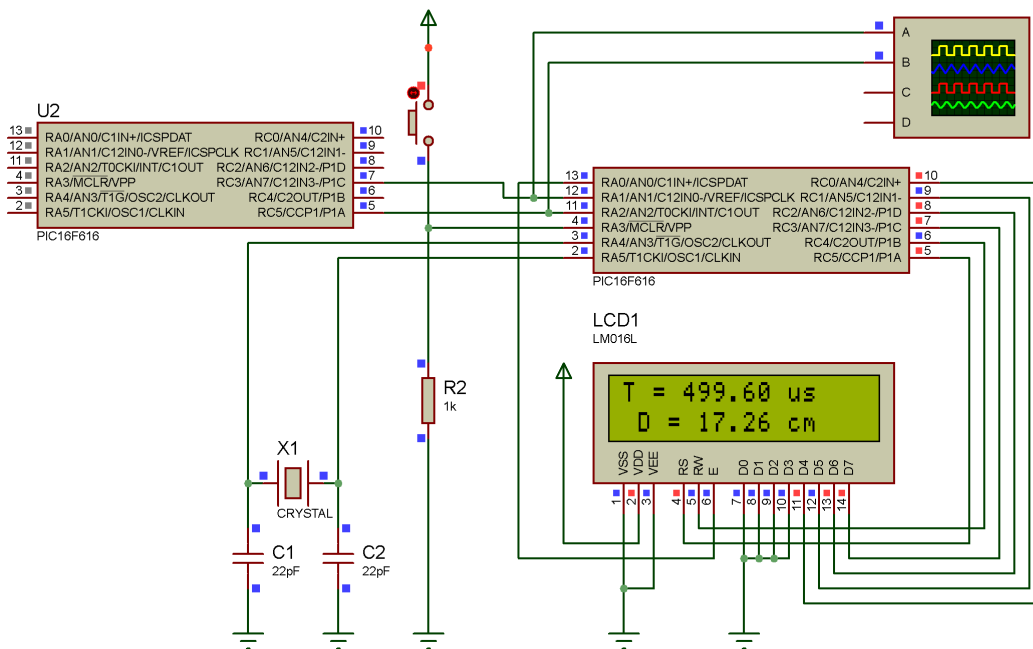 U2
13 RA0/AN0/C1IN+/ICSPDAT RC0/AN4/C2IN+ 10
12 RA1/AN1/C12IN0-/VREF/ICSPCLK RC1/AN5/C12IN1- 9
11 RA2/AN2/T0CKI/INT/C1OUT RC2/AN6/C12IN2-/P1D 8
4 RA3/MCLR/VPP RC3/AN7/C12IN3-/P1C 7
3 RA4/AN3/T1G/OSC2/CLKOUT RC4/C2OUT/P1B 6
2 RA5/T1CKI/OSC1/CLKIN RC5/CCP1/P1A 5
PIC16F616
A
B
C
D
13 RA0/AN0/C1IN+/ICSPDAT RC0/AN4/C2IN+ 10
12 RA1/AN1/C12IN0-/VREF/ICSPCLK RC1/AN5/C12IN1- 9
11 RA2/AN2/T0CKI/INT/C1OUT RC2/AN6/C12IN2-/P1D 8
4 RA3/MCLR/VPP RC3/AN7/C12IN3-/P1C 7
3 RA4/AN3/T1G/OSC2/CLKOUT RC4/C2OUT/P1B 6
2 RA5/T1CKI/OSC1/CLKIN RC5/CCP1/P1A 5
PIC16F616
LCD1
LM016L
T = 499.60 us
D = 17.26 cm
VSS VDD VEE RS RW E D0 D1 D2 D3 D4 D5 D6 D7
1 2 3 4 5 6 7 8 9 10 11 12 13 14
R2
1k
X1
CRYSTAL
C1
22pF
C2
22pF